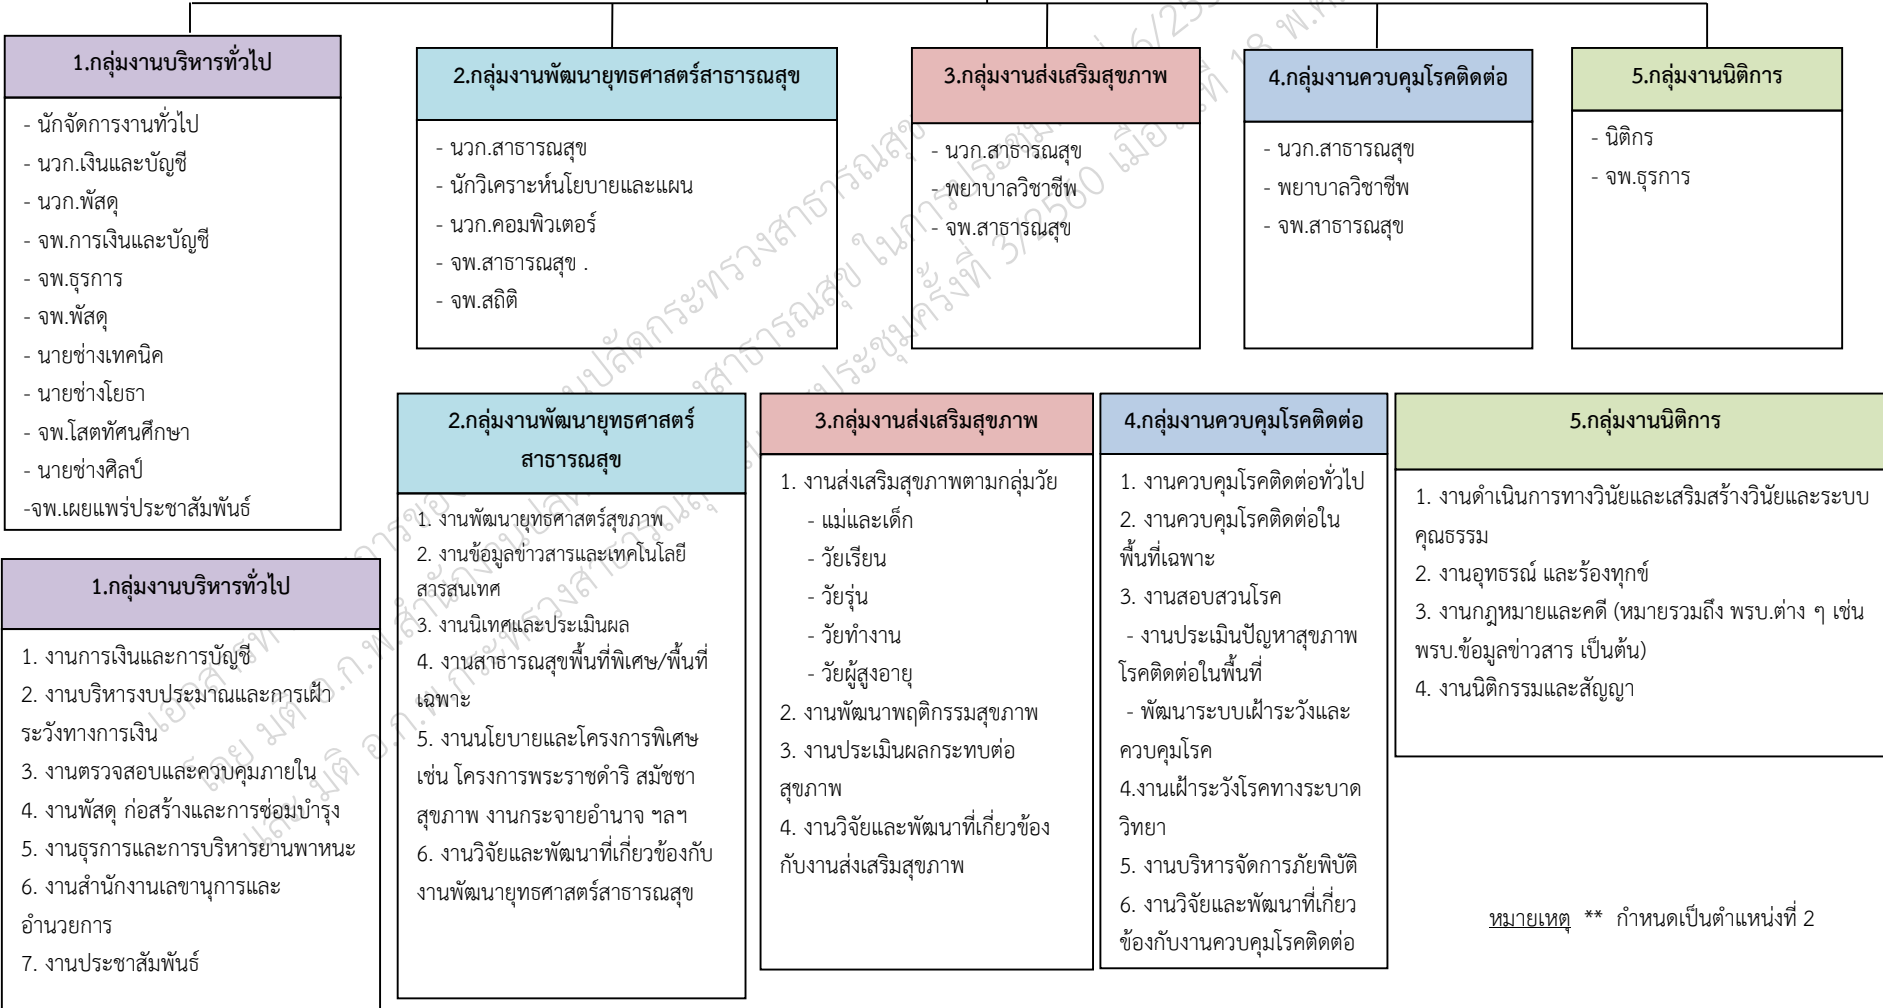 1.กลุ่มงานบริหารทั่วไป
- นักจัดการงานทั่วไป
- นวก.เงินและบัญชี
- นวก.พัสดุ
- จพ.การเงินและบัญชี
- จพ.ธุรการ
- จพ.พัสดุ
- นายช่างเทคนิค
- นายช่างโยธา
- จพ.โสตทัศนศึกษา
- นายช่างศิลป์
-จพ.เผยแพร่ประชาสัมพันธ์
2.กลุ่มงานพัฒนายุทธศาสตร์สาธารณสุข
- นวก.สาธารณสุข
- นักวิเคราะห์นโยบายและแผน
- นวก.คอมพิวเตอร์
- จพ.สาธารณสุข .
- จพ.สถิติ
3.กลุ่มงานส่งเสริมสุขภาพ
- นวก.สาธารณสุข
- พยาบาลวิชาชีพ
- จพ.สาธารณสุข
4.กลุ่มงานควบคุมโรคติดต่อ
- นวก.สาธารณสุข
- พยาบาลวิชาชีพ
- จพ.สาธารณสุข
5.กลุ่มงานนิติการ
- นิติกร
- จพ.ธุรการ
1.กลุ่มงานบริหารทั่วไป
1. งานการเงินและการบัญชี
2. งานบริหารงบประมาณและการเฝ้า
ระวังทางการเงิน
3. งานตรวจสอบและควบคุมภายใน
4. งานพัสดุ ก่อสร้างและการซ่อมบำรุง
5. งานธุรการและการบริหารยานพาหนะ
6. งานสำนักงานเลขานุการและ
อำนวยการ
7. งานประชาสัมพันธ์
2.กลุ่มงานพัฒนายุทธศาสตร์
สาธารณสุข
1. งานพัฒนายุทธศาสตร์สุขภาพ
2. งานข้อมูลข่าวสารและเทคโนโลยี
สารสนเทศ
3. งานนิเทศและประเมินผล
4. งานสาธารณสุขพื้นที่พิเศษ/พื้นที่
เฉพาะ
5. งานนโยบายและโครงการพิเศษ
เช่น โครงการพระราชดำริ สมัชชา
สุขภาพ งานกระจายอำนาจ ฯลฯ
6. งานวิจัยและพัฒนาที่เกี่ยวข้องกับ
งานพัฒนายุทธศาสตร์สาธารณสุข
3.กลุ่มงานส่งเสริมสุขภาพ
1. งานส่งเสริมสุขภาพตามกลุ่มวัย
- แม่และเด็ก
- วัยเรียน
- วัยรุ่น
- วัยทำงาน
- วัยผู้สูงอายุ
2. งานพัฒนาพฤติกรรมสุขภาพ
3. งานประเมินผลกระทบต่อ
สุขภาพ
4. งานวิจัยและพัฒนาที่เกี่ยวข้อง
กับงานส่งเสริมสุขภาพ
4.กลุ่มงานควบคุมโรคติดต่อ
1. งานควบคุมโรคติดต่อทั่วไป
2. งานควบคุมโรคติดต่อใน
พื้นที่เฉพาะ
3. งานสอบสวนโรค
- งานประเมินปัญหาสุขภาพ
โรคติดต่อในพื้นที่
- พัฒนาระบบเฝ้าระวังและ
ควบคุมโรค
4.งานเฝ้าระวังโรคทางระบาด
วิทยา
5. งานบริหารจัดการภัยพิบัติ
6. งานวิจัยและพัฒนาที่เกี่ยว
ข้องกับงานควบคุมโรคติดต่อ
5.กลุ่มงานนิติการ
1. งานดำเนินการทางวินัยและเสริมสร้างวินัยและระบบ
คุณธรรม
2. งานอุทธรณ์ และร้องทุกข์
3. งานกฎหมายและคดี (หมายรวมถึง พรบ.ต่าง ๆ เช่น
พรบ.ข้อมูลข่าวสาร เป็นต้น)
4. งานนิติกรรมและสัญญา
หมายเหตุ ** กำหนดเป็นตำแหน่งที่ 2